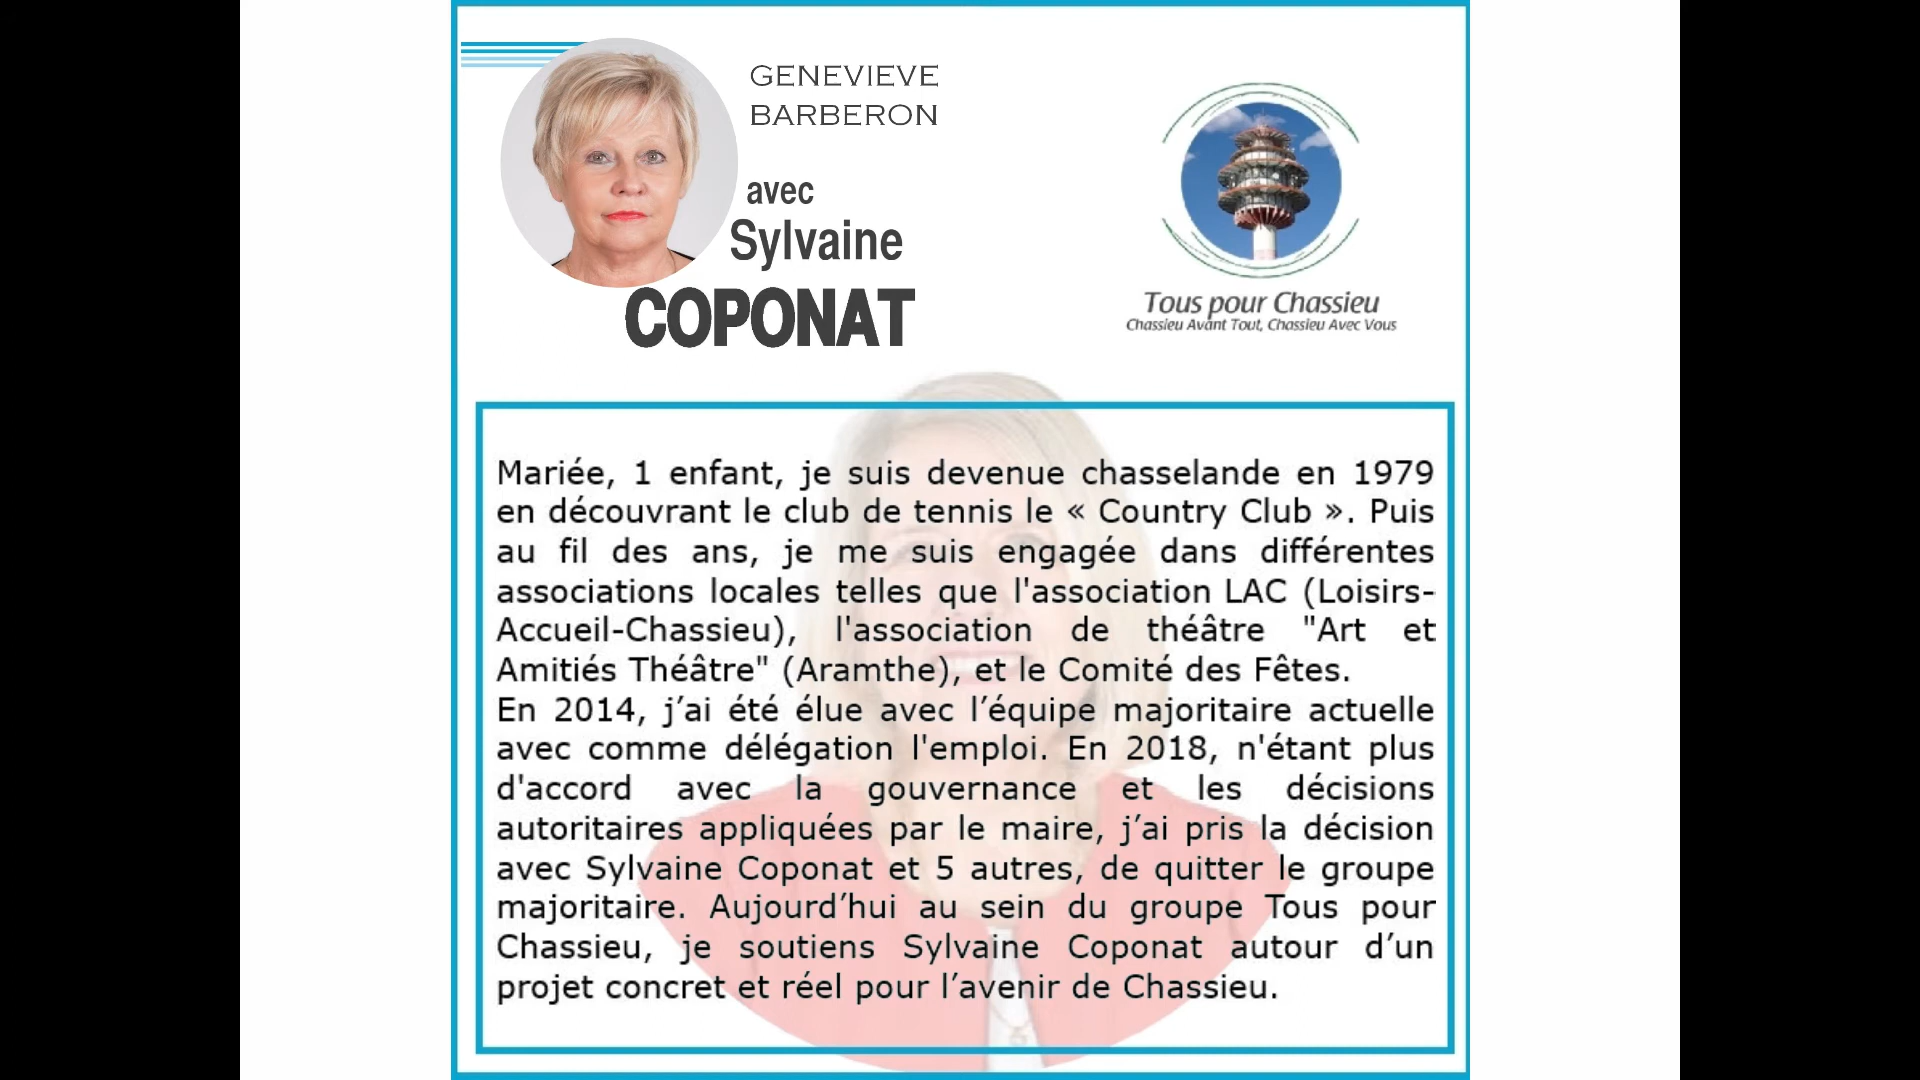 GENEVIEVE
BARBERON
avec
Sylvaine
COPONAT
Tous pour Chassieu
Chassieu Avant Tout, Chassieu Avec Vous
Mariée, 1 enfant, je suis devenue chasselande en 1979
en découvrant le club de tennis le « Country Club ». Puis
au fil des ans, je me suis engagée dans différentes
associations locales telles que l'association LAC (Loisirs-
Accueil-Chassieu), l'association de théâtre "Art et
Amitiés Théâtre" (Aramthe), et le Comité des Fêtes.
En 2014, j’ai été élue avec l’équipe majoritaire actuelle
avec comme délégation l'emploi. En 2018, n'étant plus
d'accord avec la gouvernance et les décisions
autoritaires appliquées par le maire, j’ai pris la décision
avec Sylvaine Coponat et 5 autres, de quitter le groupe
majoritaire. Aujourd’hui au sein du groupe Tous pour
Chassieu, je soutiens Sylvaine Coponat autour d’un
projet concret et réel pour l’avenir de Chassieu.